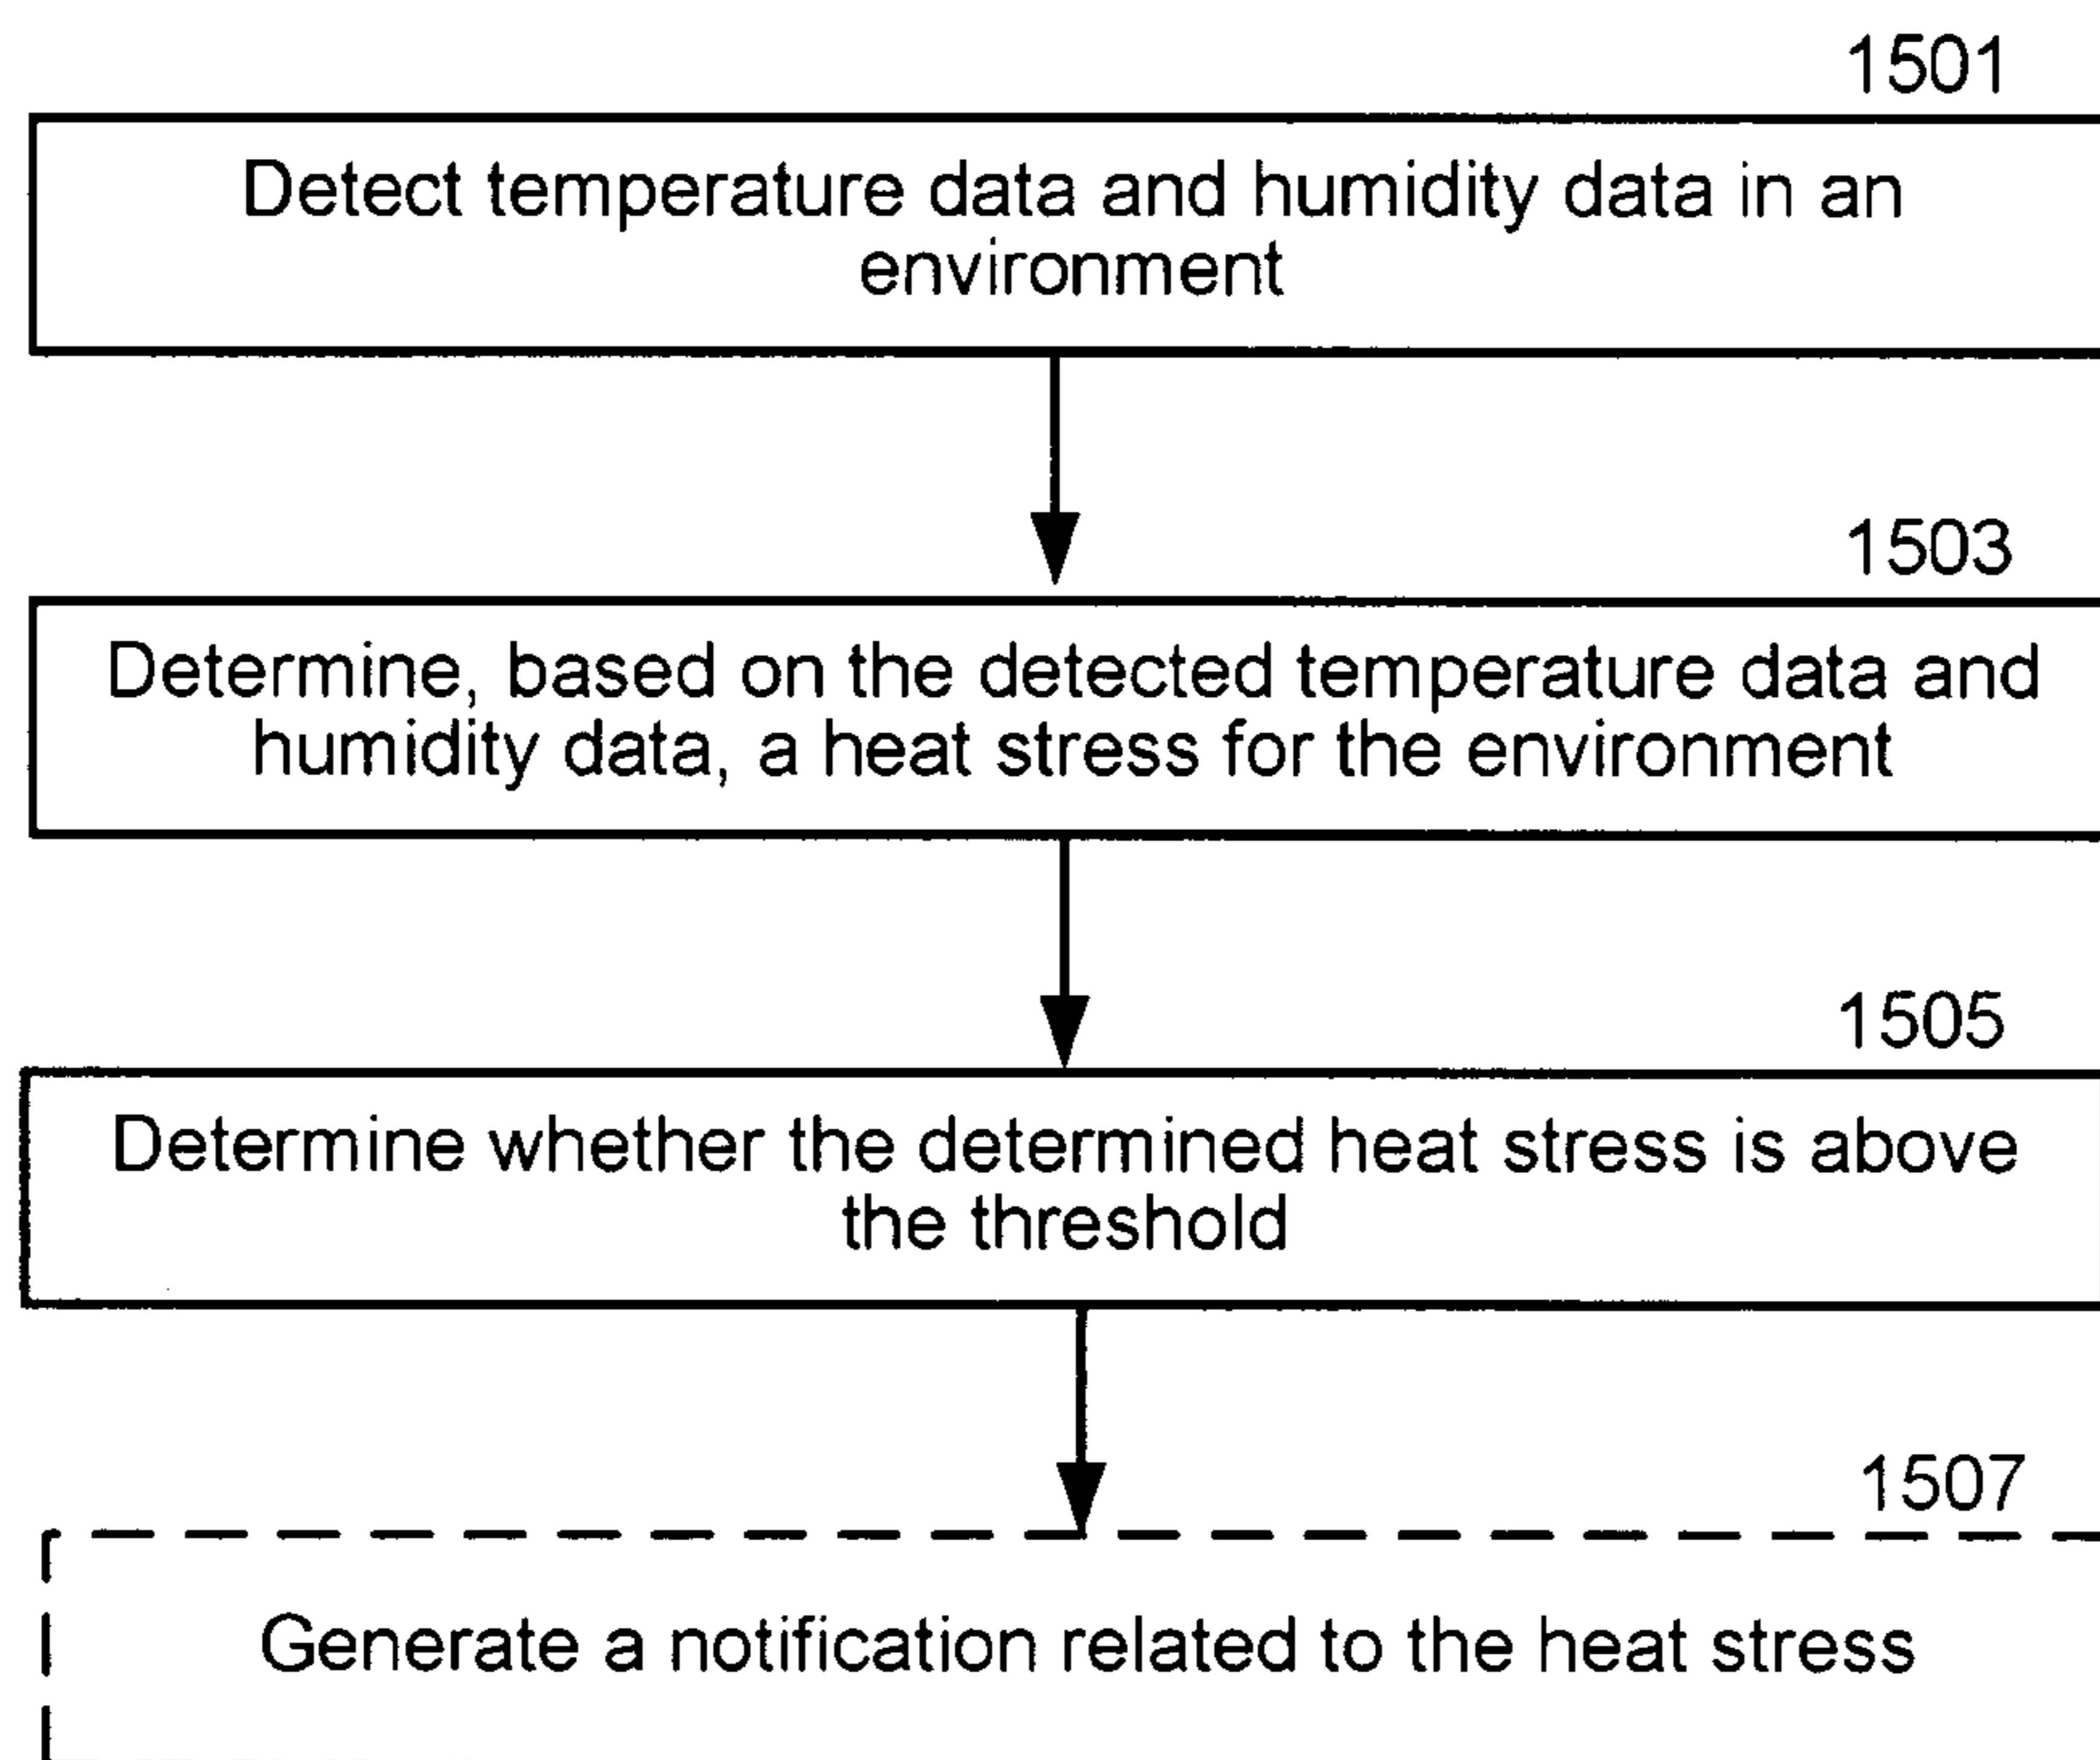 1501
Detect temperature data and humidity data in an
environment
1503
Determine, based on the detected temperature data and
humidity data, a heat stress for the environment
1505
Determine whether the determined heat stress is above
the threshold
1507
Generate a notification related to the heat stress